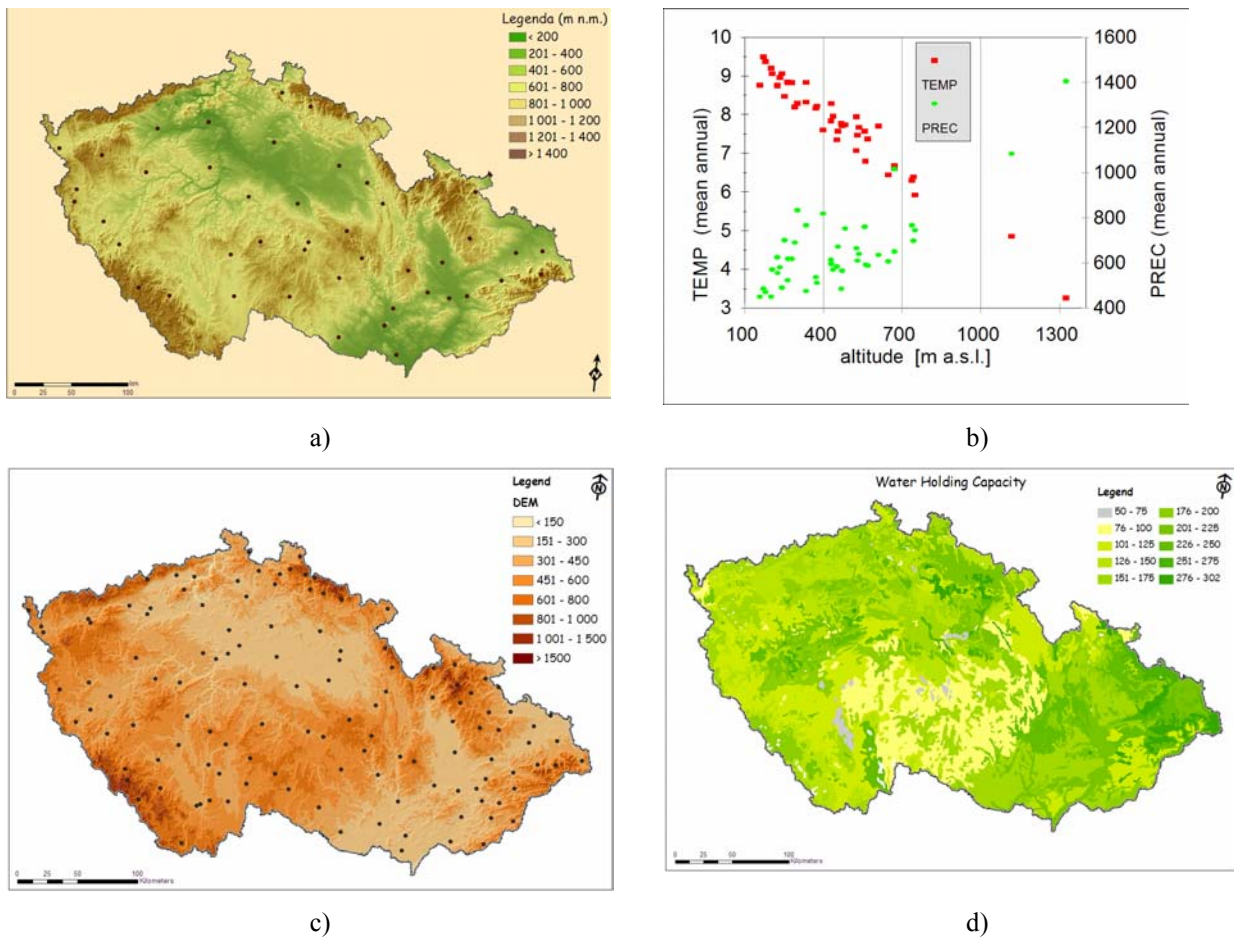 Legenda (m n.m.)
< 200
201 - 400
401 - 600
601 - 800
801 - 1 000
1 001 - 1 200
1 201 - 1 400
> 1 400
km
0 25 50 100
N
a)
10
9
8
7
6
5
4
3
TEMP (mean annual)
TEMP
PREC
1600
1400
1200
1000
800
600
400
PREC (mean annual)
100 400 700 1000 1300
altitude [m a.s.l.]
b)
Legend
DEM
< 150
151 - 300
301 - 450
451 - 600
601 - 800
801 - 1 000
1 001 - 1 500
> 1500
N
0 25 50 100
Kilometers
c)
Water Holding Capacity
Legend
50 - 75
76 - 100
101 - 125
126 - 150
151 - 175
176 - 200
201 - 225
226 - 250
251 - 275
276 - 302
N
0 25 50 100
Kilometers
d)